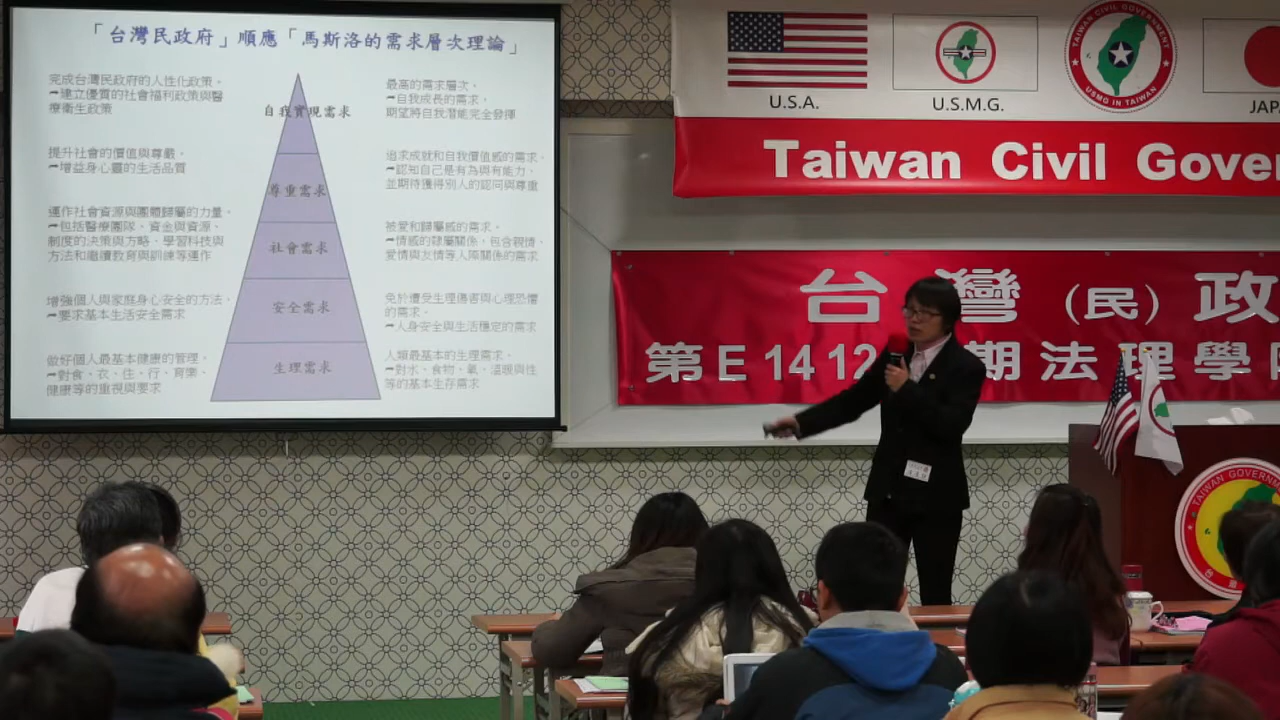 「台灣民政府」順應「馬斯洛的需求層次理論」
完成台灣民政府的人性化政策。
➡建立優質的社會福利政策與醫
療衛生政策
自我實現需求
最高的需求層次。
➡自我成長的需求,
期望將自我潛能完全發揮
提升社會的價值與尊嚴。
➡增益身心靈的生活品質
尊重需求
追求成就和自我價值感的需求。
➡認知自己是有為與有能力、
並期待獲得別人的認同與尊重
運作社會資源與團體歸屬的力量。
➡包括醫療團隊、資金與資源、
制度的決策與方略、學習科技與
方法和繼續教育與訓練等運作
社會需求
被愛和歸屬感的需求。
➡情感的隸屬關係,包含親情、
愛情與友情等人際關係的需求
增強個人與家庭身心安全的方法。
➡要求基本生活安全需求
安全需求
免於遭受生理傷害與心理恐懼
的需求。
➡人身安全與生活穩定的需求
做好個人最基本健康的管理。
➡對食、衣、住、行、育樂、
健康等的重視與要求
生理需求
人類最基本的生理需求。
➡對水、食物、氧、溫暖與性
等的基本生存需求
U.S.A.
U.S.M.G.
TAIWAN CIVIL GOVERNMENT
USMG IN TAIWAN
JAPA
Taiwan Civil Gover
台灣(民)政
第E1412 期法理學
TAIWAN GOVERNMENT